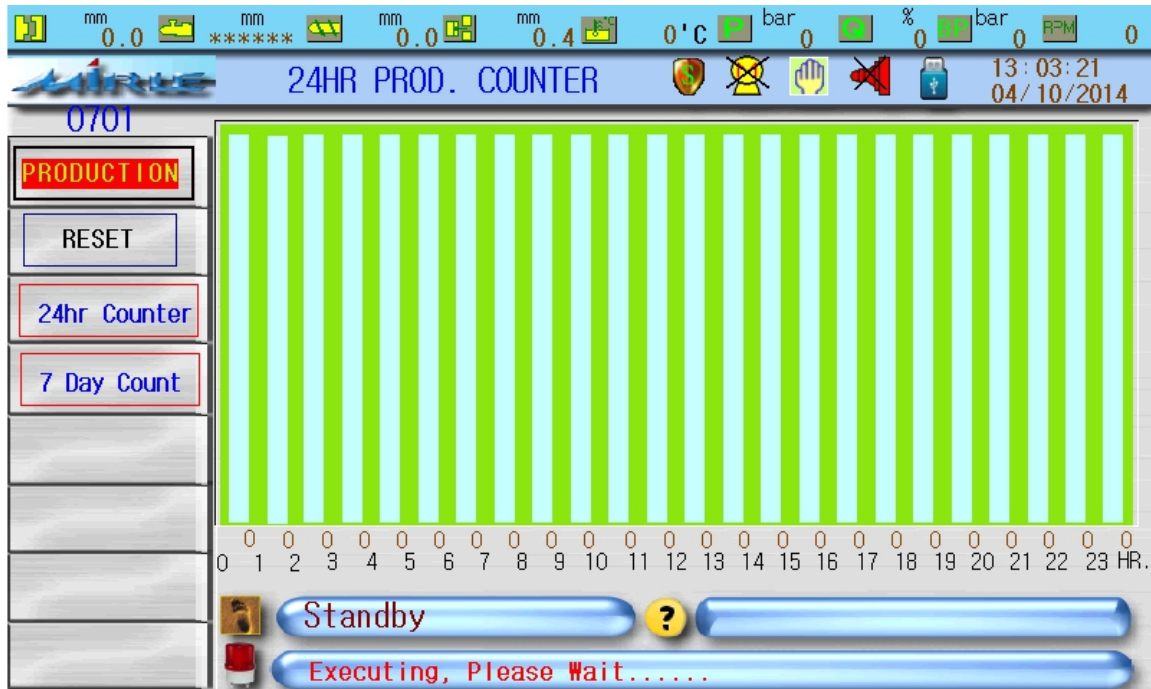 mm mm mm mm bar % bar
0.0 ****** 0.0 0.4 0'C P 0 Q 0 BP 0 RPM 0
MIRLE 24HR PROD. COUNTER $ 13:03:21
04/10/2014
0701
PRODUCTION
RESET
24hr Counter
7 Day Count
0 0 0 0 0 0 0 0 0 0 0 0 0 0 0 0 0 0 0 0 0 0 0 0
0 1 2 3 4 5 6 7 8 9 10 11 12 13 14 15 16 17 18 19 20 21 22 23 HR.
Standby ?
Executing, Please Wait......